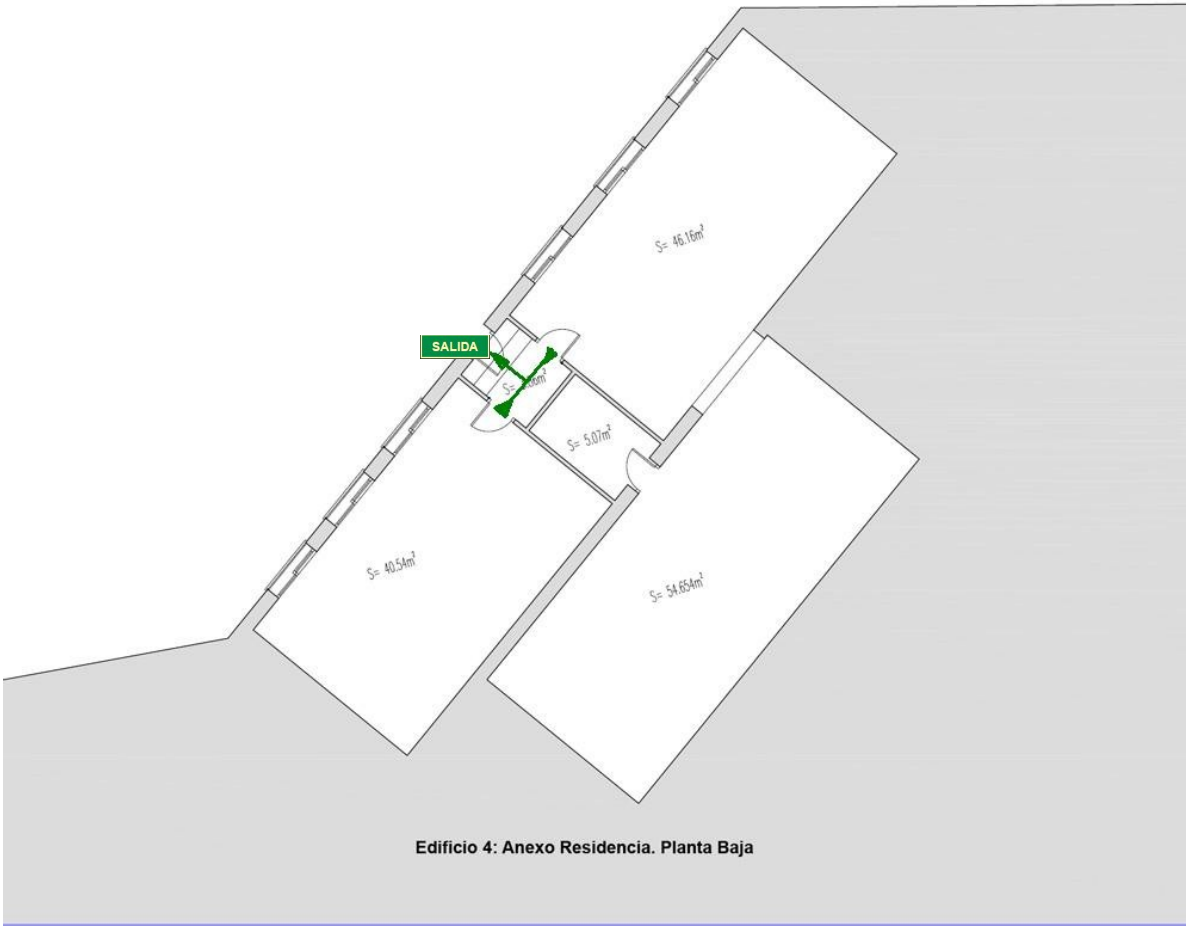 S= 46.16m²
SALIDA
S=
S= 5.07m²
S= 40.54m²
S= 54.654m²
Edificio 4: Anexo Residencia. Planta Baja